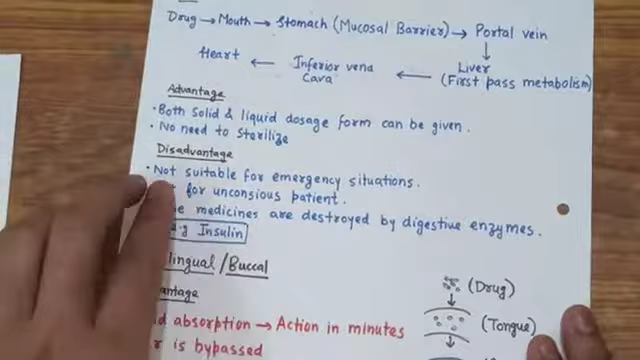 Drug → Mouth → Stomach (Mucosal Barrier) → Portal vein
↓
Heart ← Inferior vena cava ← Liver (First pass metabolism)
Advantage
• Both solid & liquid dosage form can be given.
• No need to sterilize
Disadvantage
• Not suitable for emergency situations.
for unconsious patient.
medicines are destroyed by digestive enzymes.
e.g Insulin
lingual / Buccal
(Drug)
absorption → Action in minutes
(Tongue)
is bypassed